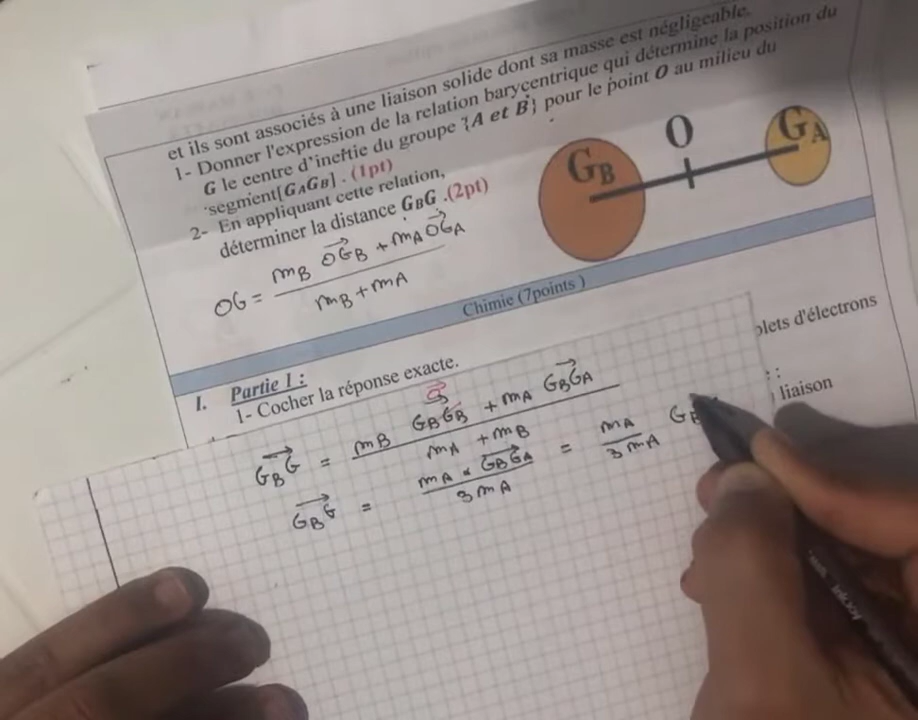 et ils sont associés à une liaison solide dont sa masse est négligeable.
1- Donner l'expression de la relation barycentrique qui détermine la position du
G le centre d'inertie du groupe {A et B} pour le point O au milieu du
segment[GAGB] . (1pt)
2- En appliquant cette relation,
déterminer la distance GBG .(2pt)
GB
O
GA
OG = mB OGB + mA OGA
mB + mA
Chimie (7points )
I. Partie 1 :
1- Cocher la réponse exacte.
plets d'électrons
: :
liaison
GBG = mB GBGB + mA GBGA
mA + mB
GBG = mA × GBGA = mA
3mA 3mA